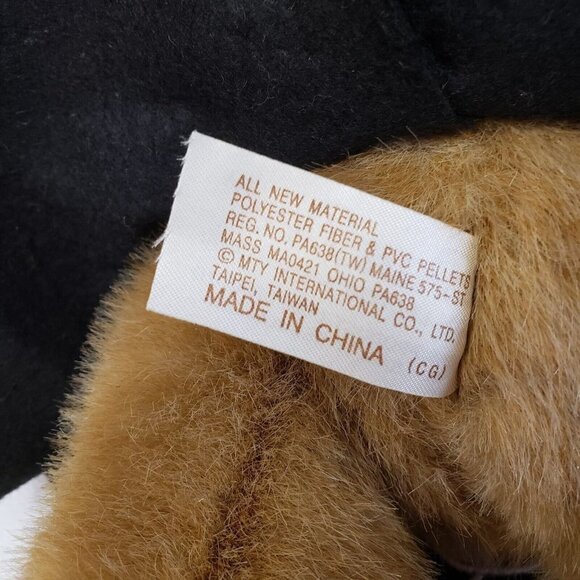 ALL NEW MATERIAL
POLYESTER FIBER & PVC PELLETS
REG. NO. PA638(TW) MAINE 575-ST
MASS MA0421 OHIO PA638
© MTY INTERNATIONAL CO., LTD.
TAIPEI, TAIWAN
MADE IN CHINA (CG)